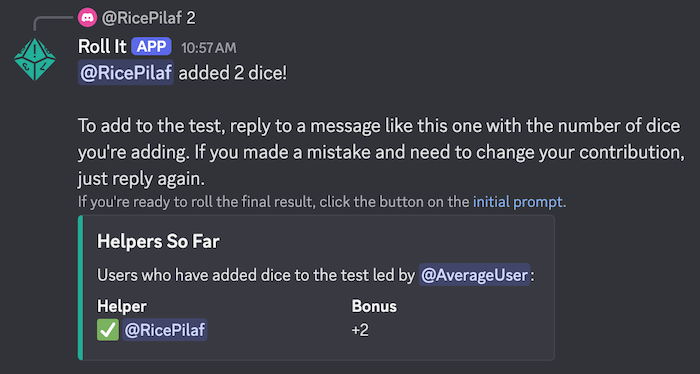 @RicePilaf 2
Roll It APP 10:57 AM
@RicePilaf added 2 dice!
To add to the test, reply to a message like this one with the number of dice
you're adding. If you made a mistake and need to change your contribution,
just reply again.
If you're ready to roll the final result, click the button on the initial prompt.
Helpers So Far
Users who have added dice to the test led by @AverageUser:
Helper Bonus
✅ @RicePilaf +2